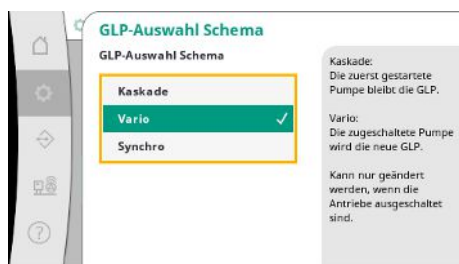 GLP-Auswahl Schema
GLP-Auswahl Schema
Kaskade
Vario
Synchro
Kaskade:
Die zuerst gestartete
Pumpe bleibt die GLP.
Vario:
Die zugeschaltete Pumpe
wird die neue GLP.
Kann nur geändert
werden, wenn die
Antriebe ausgeschaltet
sind.